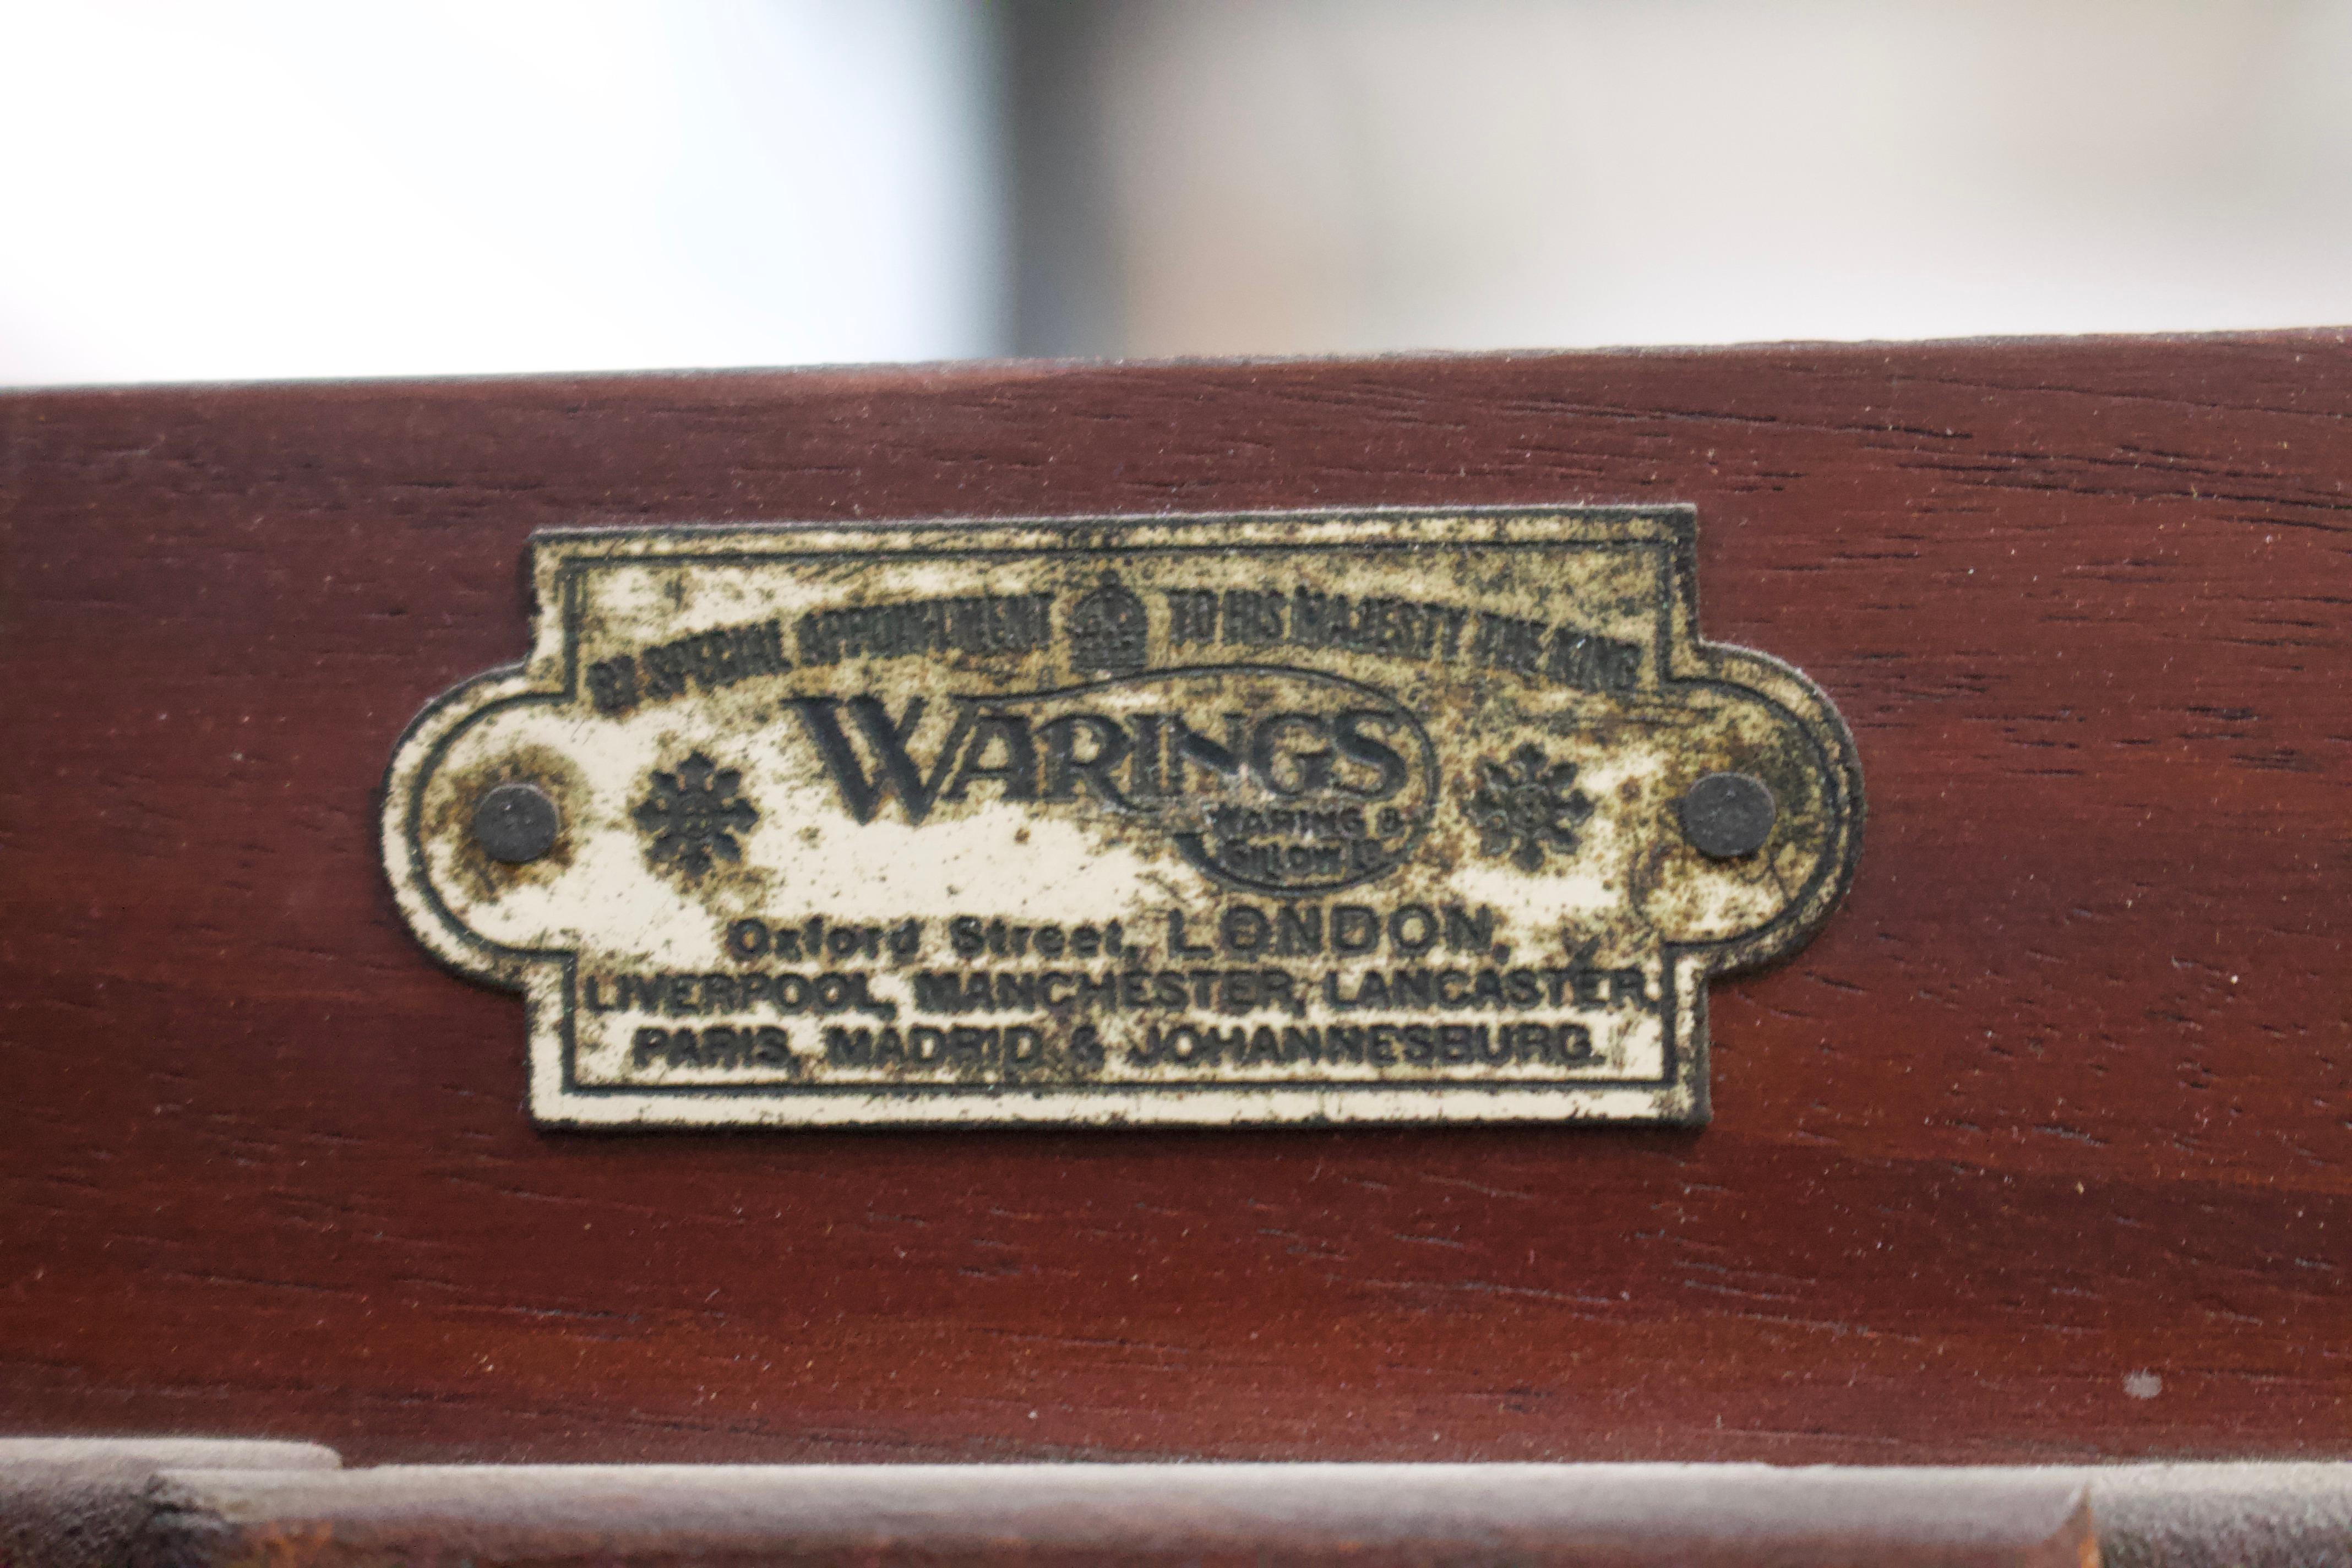 BY SPECIAL APPOINTMENT TO HIS MAJESTY THE KING
WARINGS
WARING &
GILLOW LD
Oxford Street, LONDON,
LIVERPOOL, MANCHESTER, LANCASTER,
PARIS, MADRID & JOHANNESBURG.